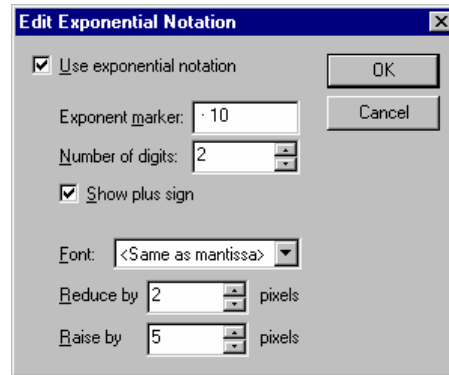 Edit Exponential Notation
Use exponential notation
OK
Exponent marker: · 10
Cancel
Number of digits: 2
Show plus sign
Font: <Same as mantissa>
Reduce by 2 pixels
Raise by 5 pixels